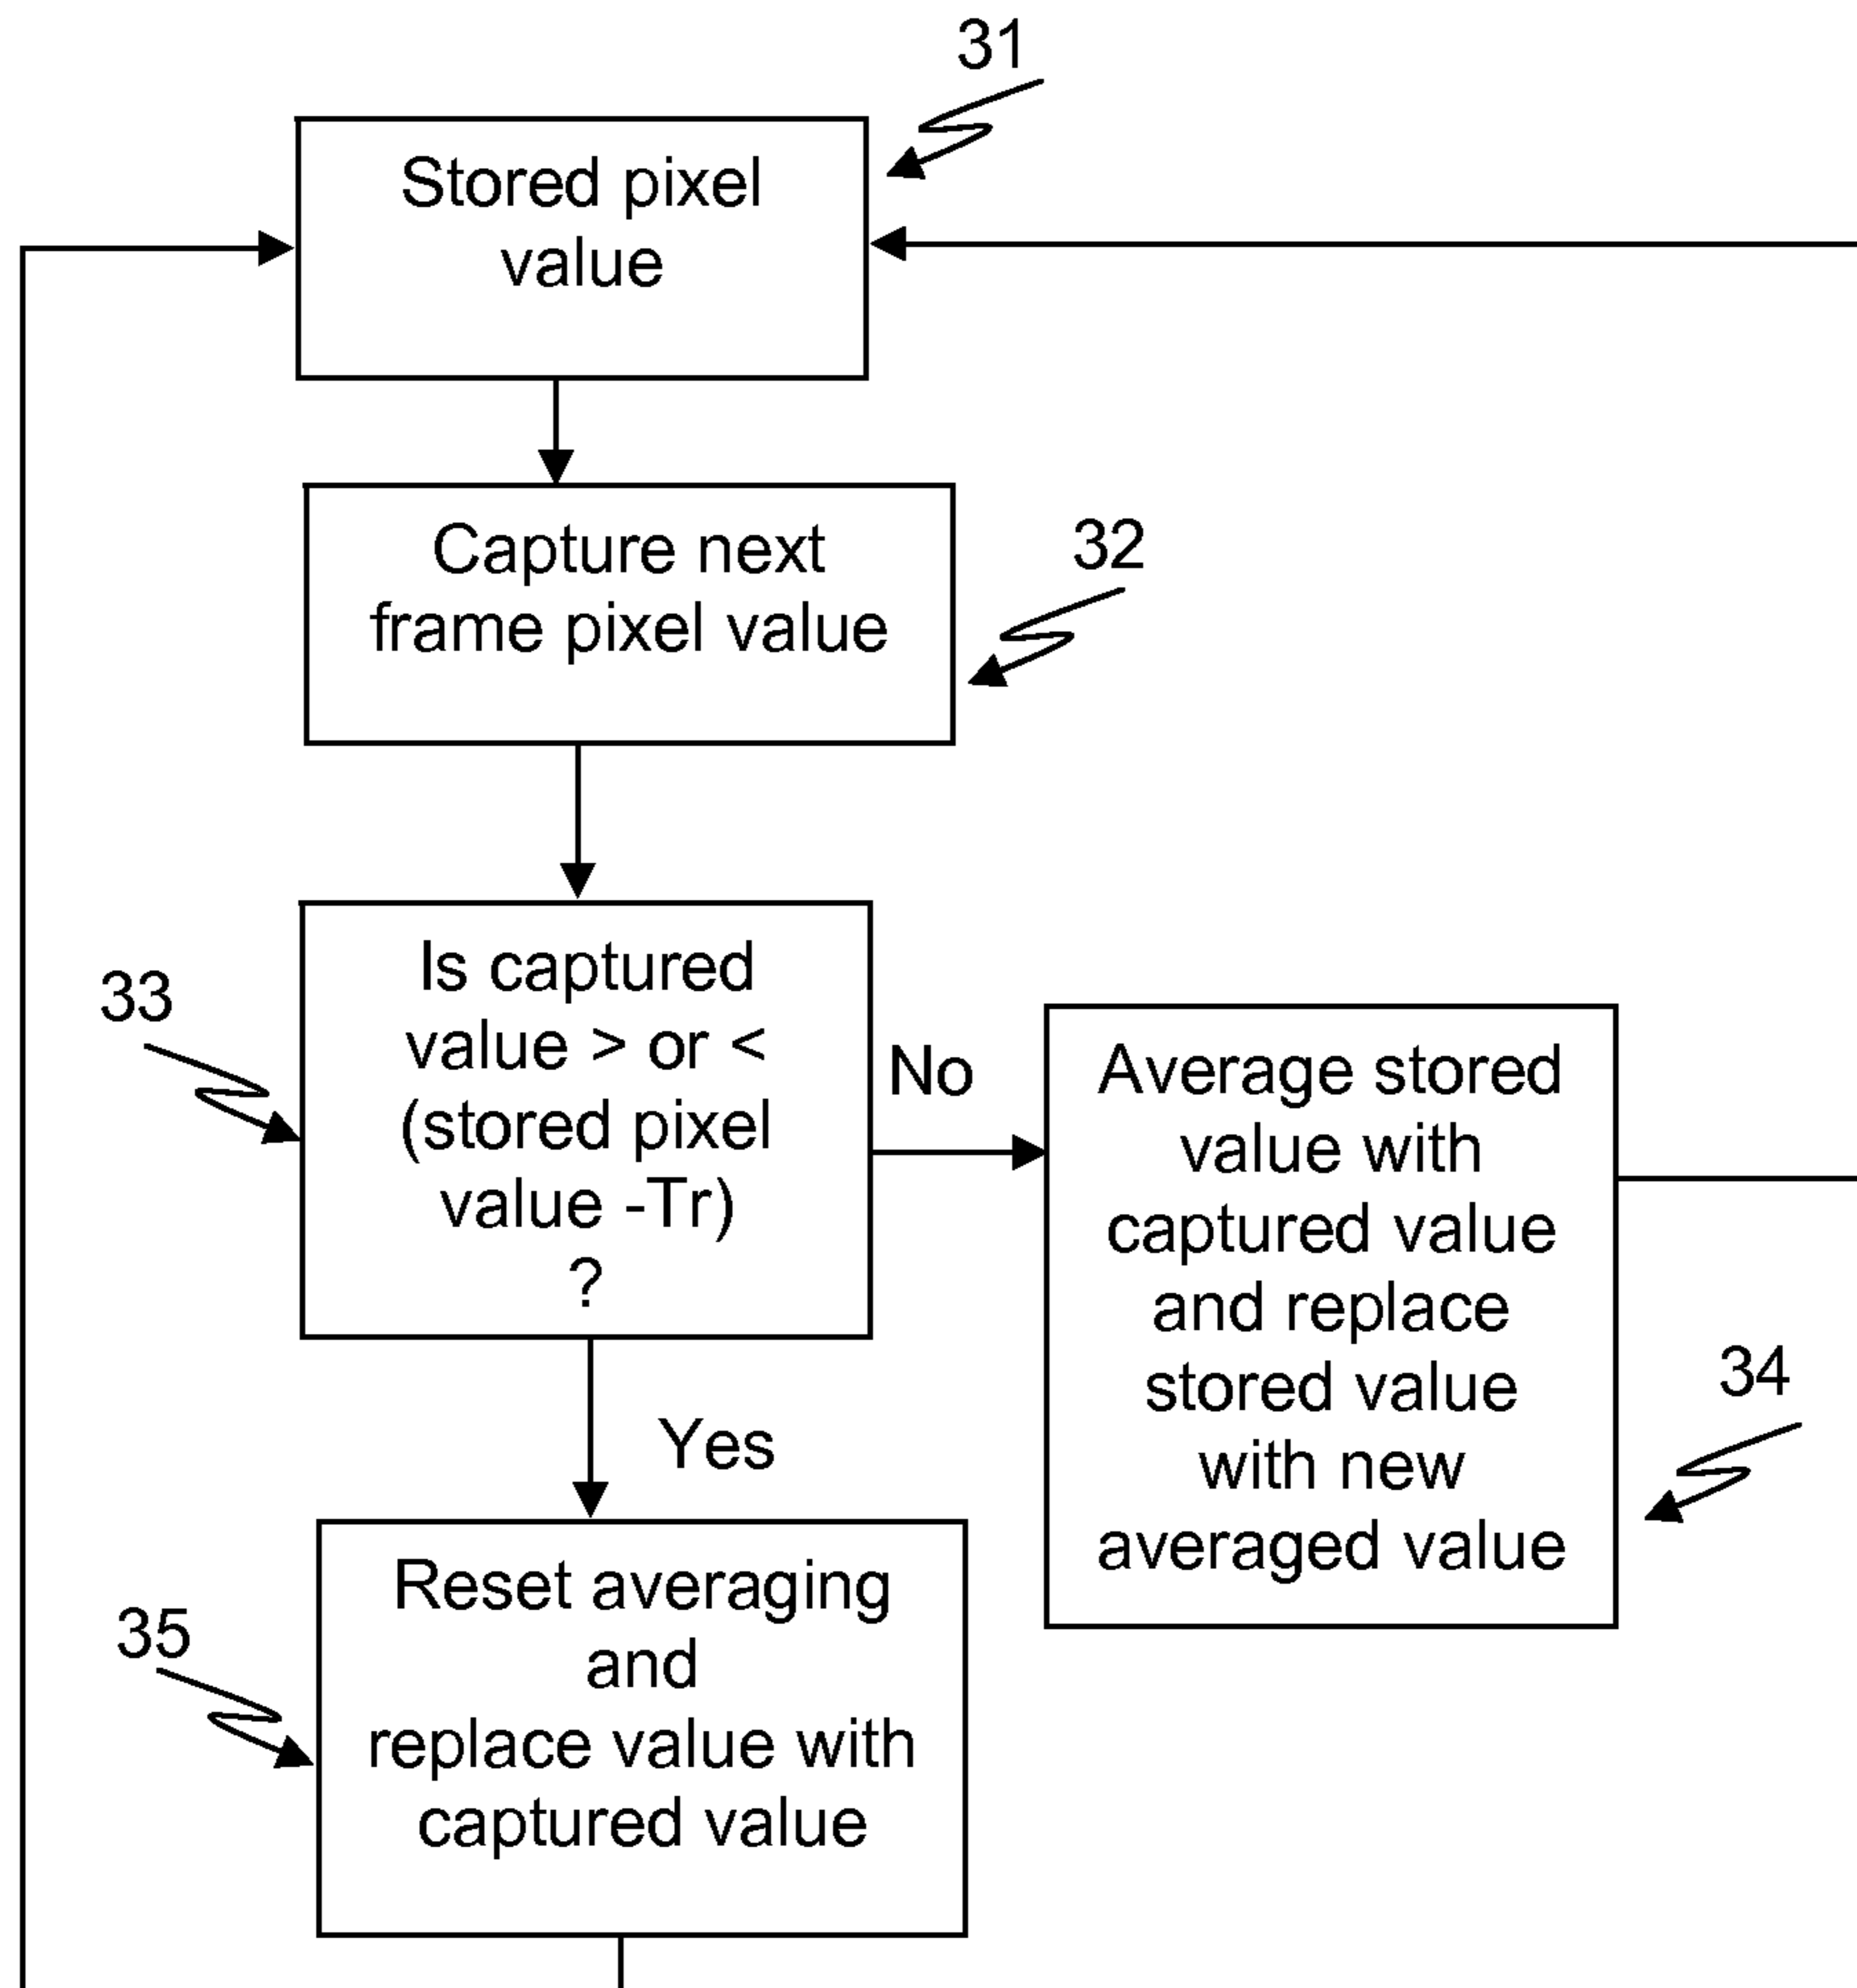 31
Stored pixel
value
Capture next
frame pixel value
32
33
Is captured
value > or <
(stored pixel
value -Tr)
?
No
Average stored
value with
captured value
and replace
stored value
with new
averaged value
34
Yes
35
Reset averaging
and
replace value with
captured value